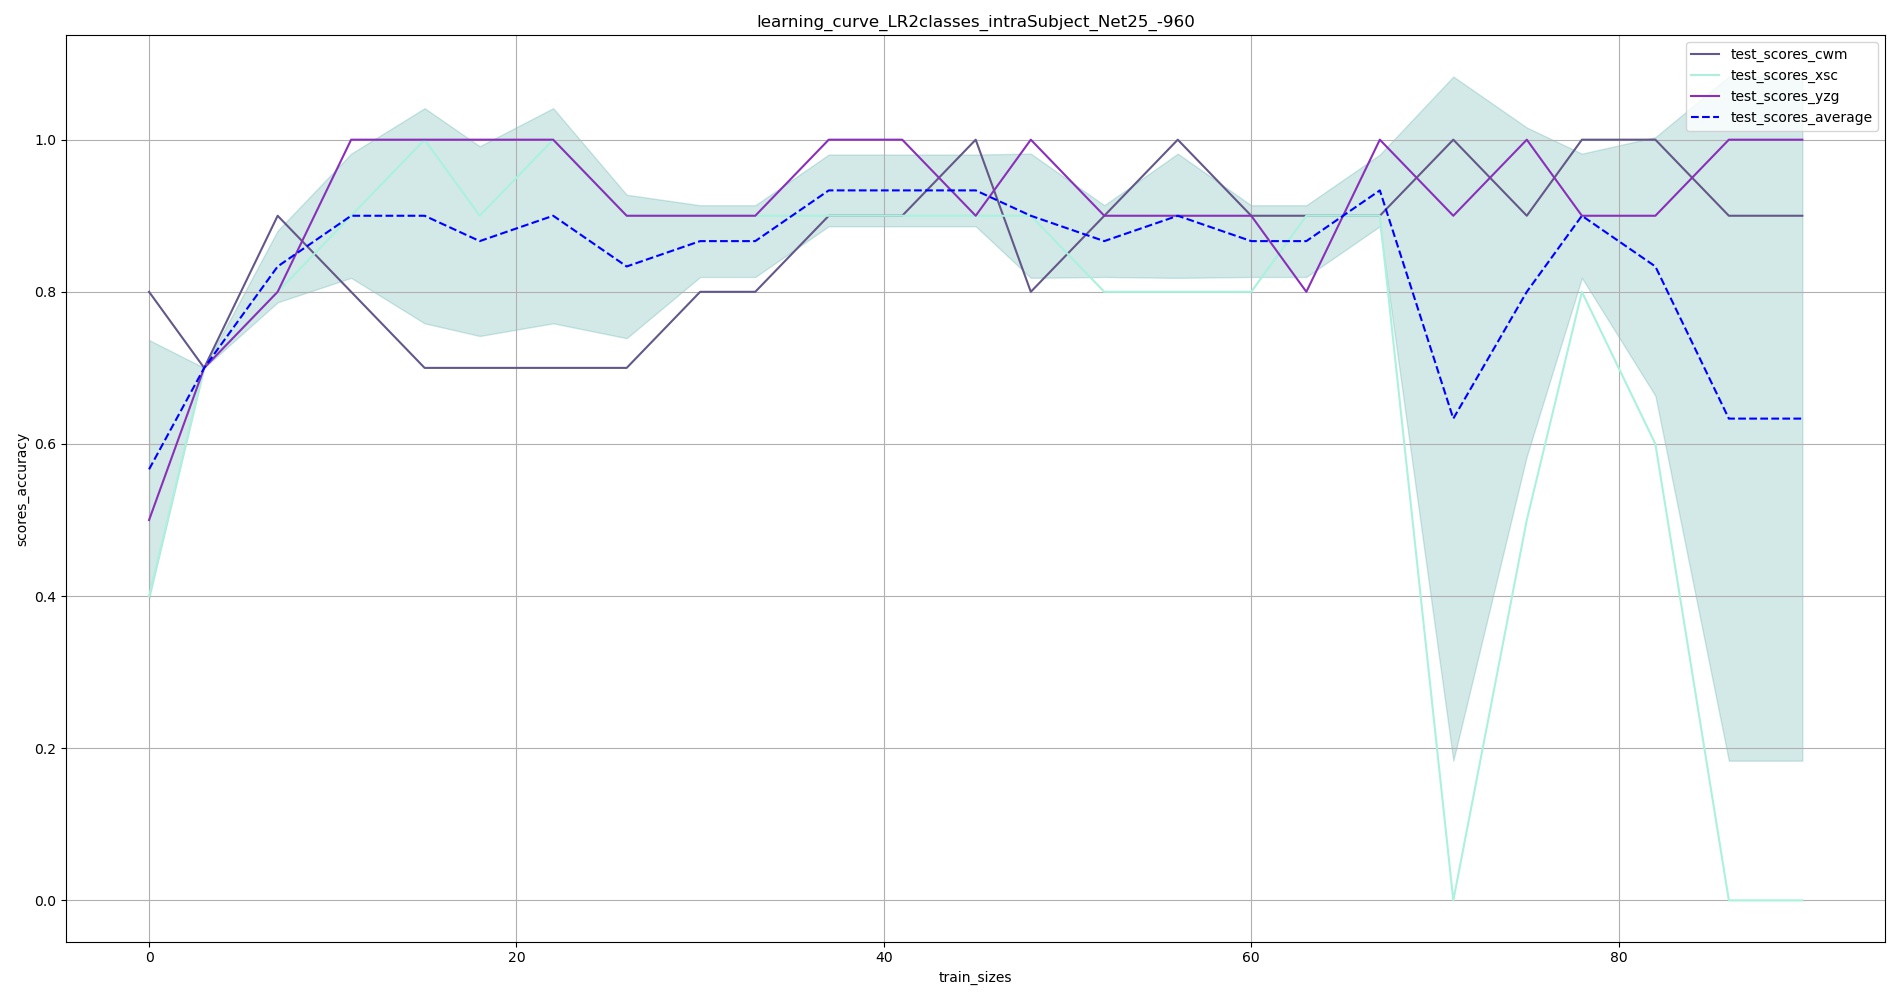 learning_curve_LR2classes_intraSubject_Net25_-960
test_scores_cwm
test_scores_xsc
test_scores_yzg
test_scores_average
scores_accuracy
1.0
0.8
0.6
0.4
0.2
0.0
0 20 40 60 80
train_sizes